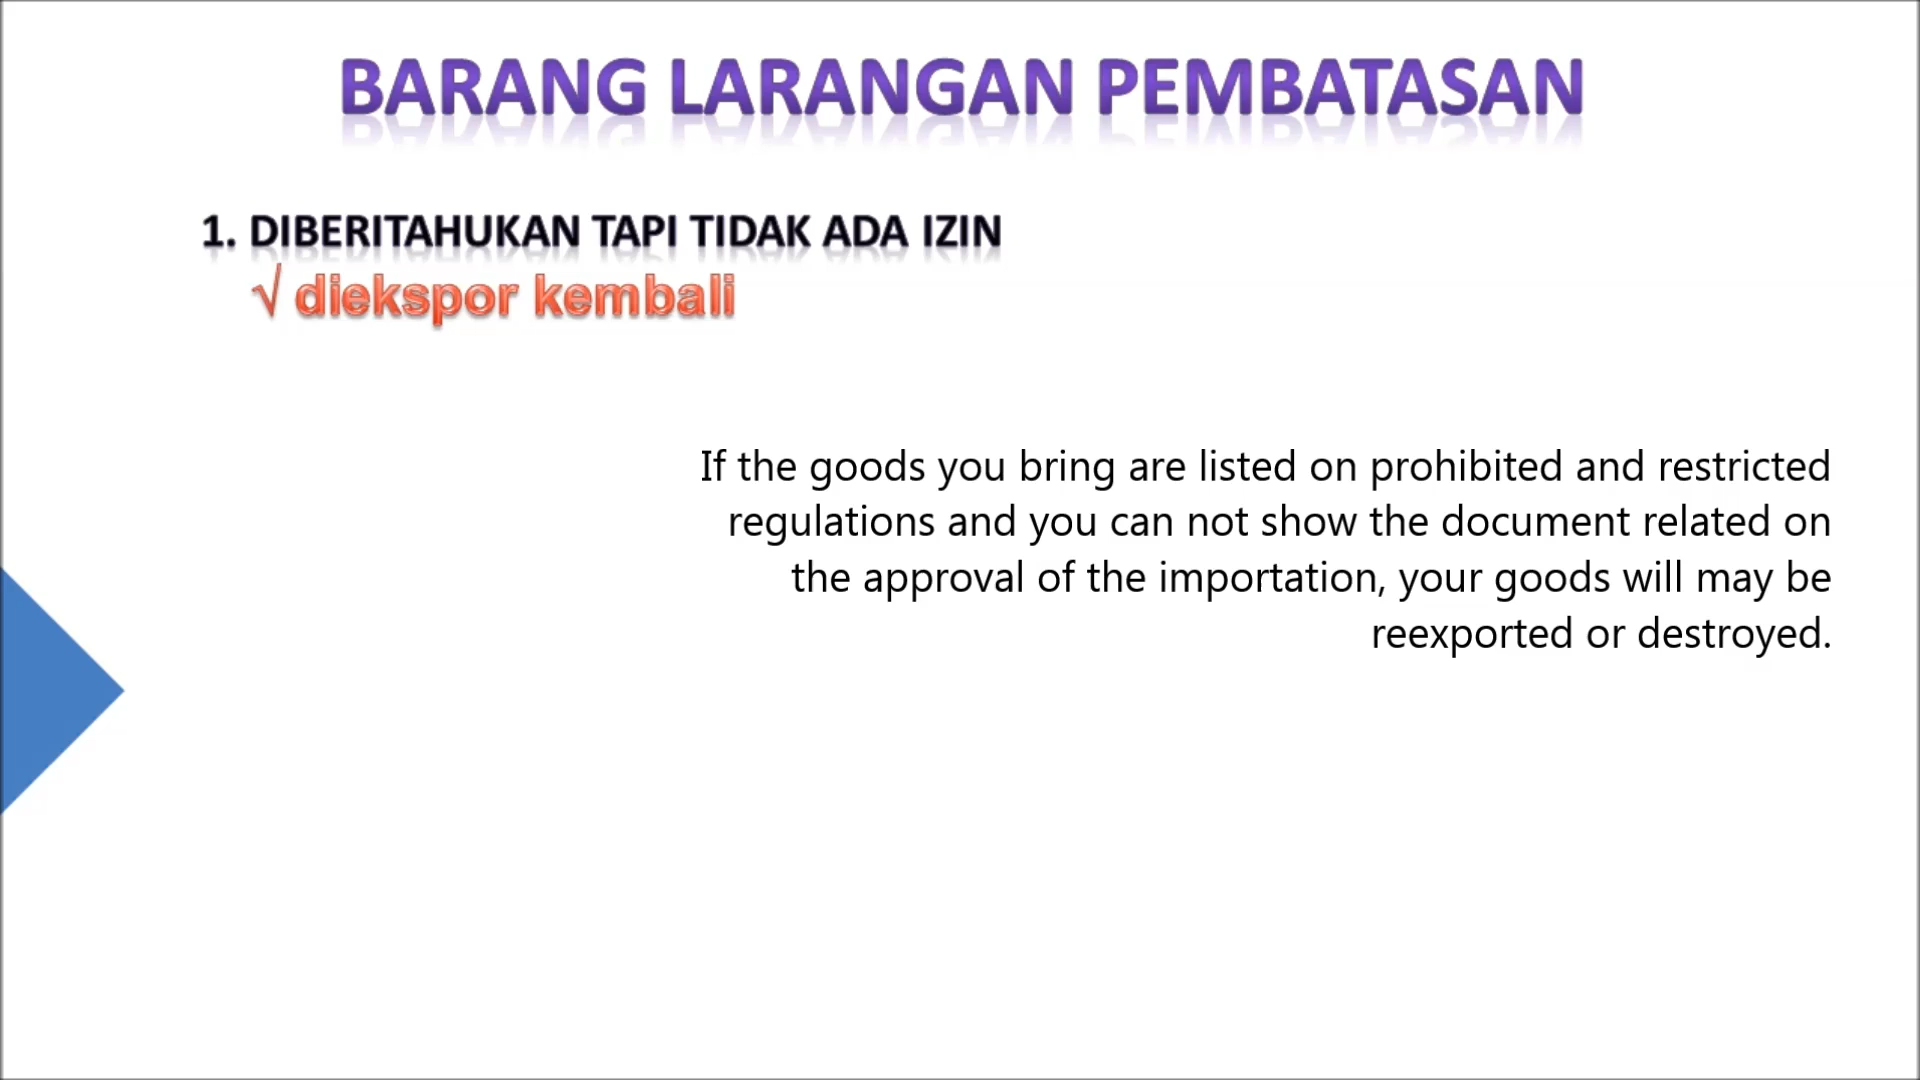 BARANG LARANGAN PEMBATASAN
1. DIBERITAHUKAN TAPI TIDAK ADA IZIN
√ diekspor kembali
If the goods you bring are listed on prohibited and restricted
regulations and you can not show the document related on
the approval of the importation, your goods will may be
reexported or destroyed.